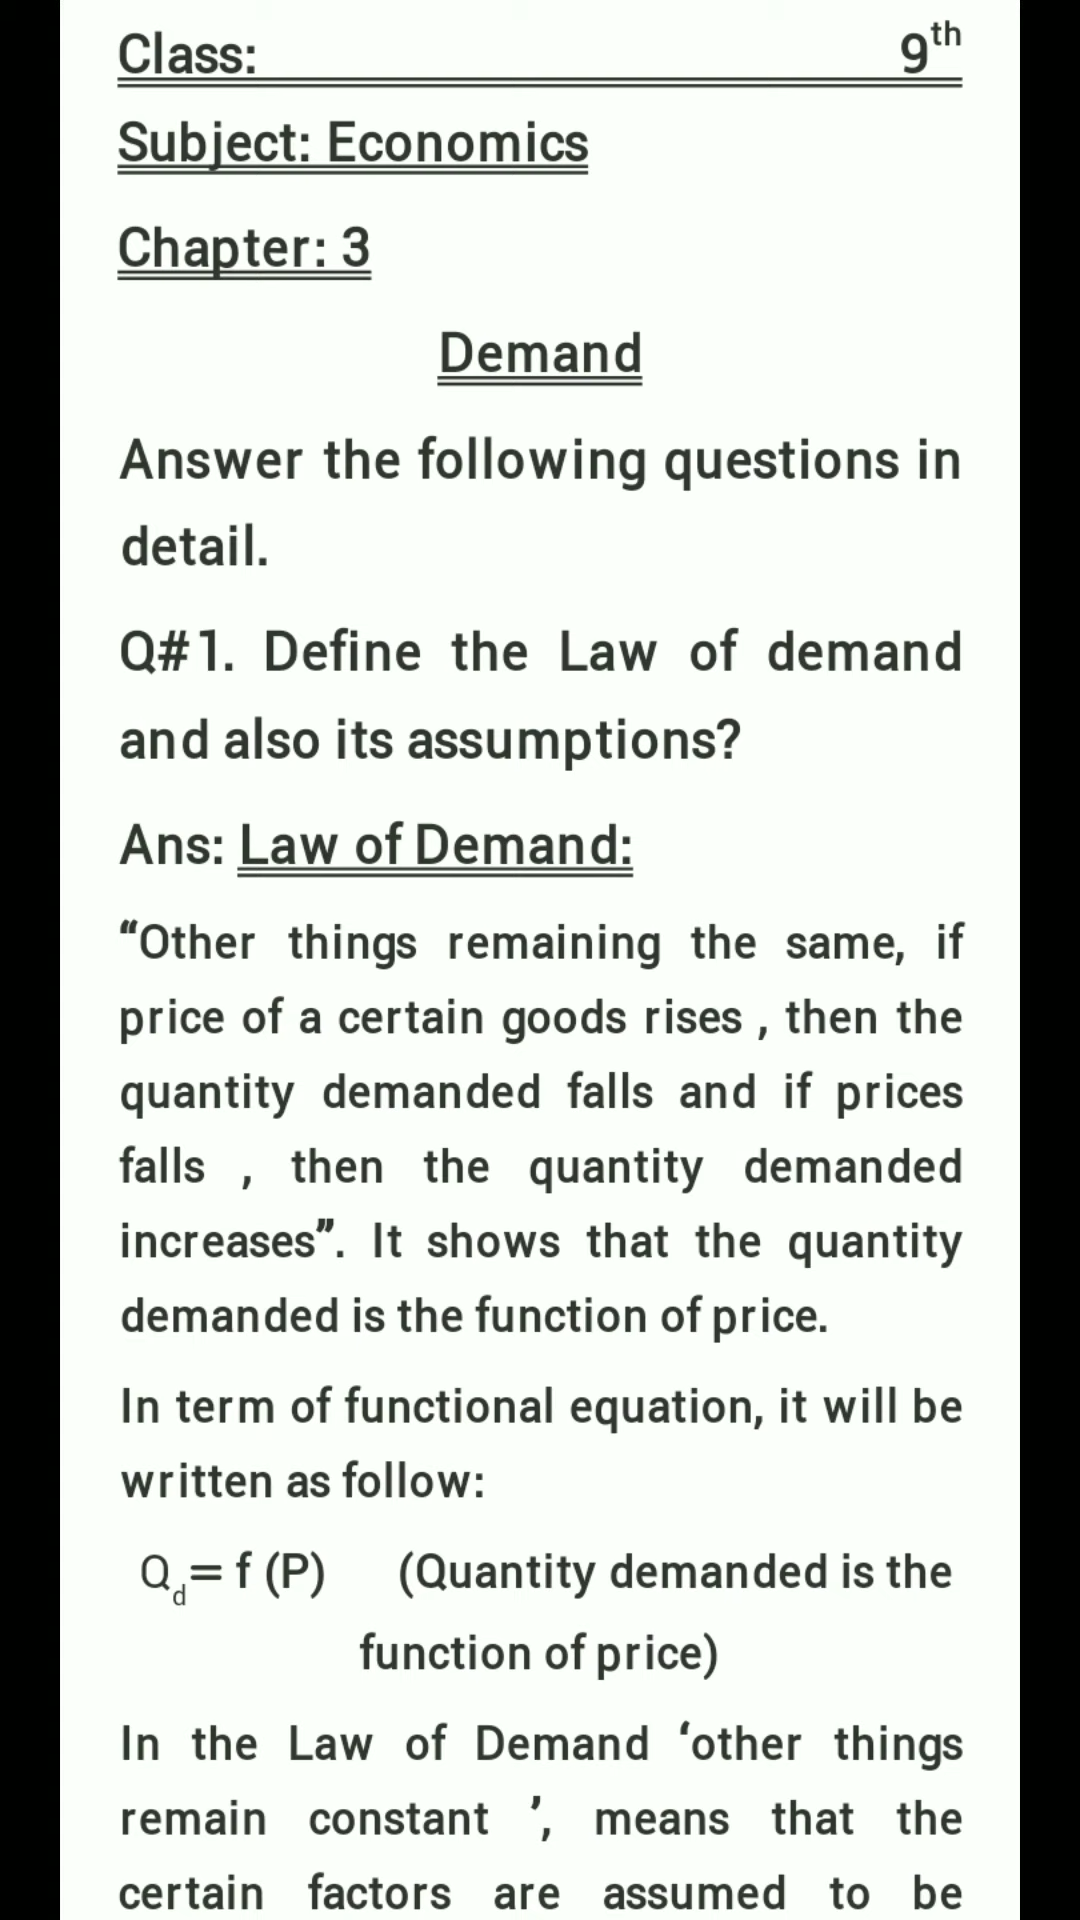 Class: 9th
Subject: Economics
Chapter: 3
Demand
Answer the following questions in
detail.
Q#1. Define the Law of demand
and also its assumptions?
Ans: Law of Demand:
“Other things remaining the same, if
price of a certain goods rises , then the
quantity demanded falls and if prices
falls , then the quantity demanded
increases”. It shows that the quantity
demanded is the function of price.
In term of functional equation, it will be
written as follow:
Qd= f (P) (Quantity demanded is the
function of price)
In the Law of Demand ‘other things
remain constant ’, means that the
certain factors are assumed to be